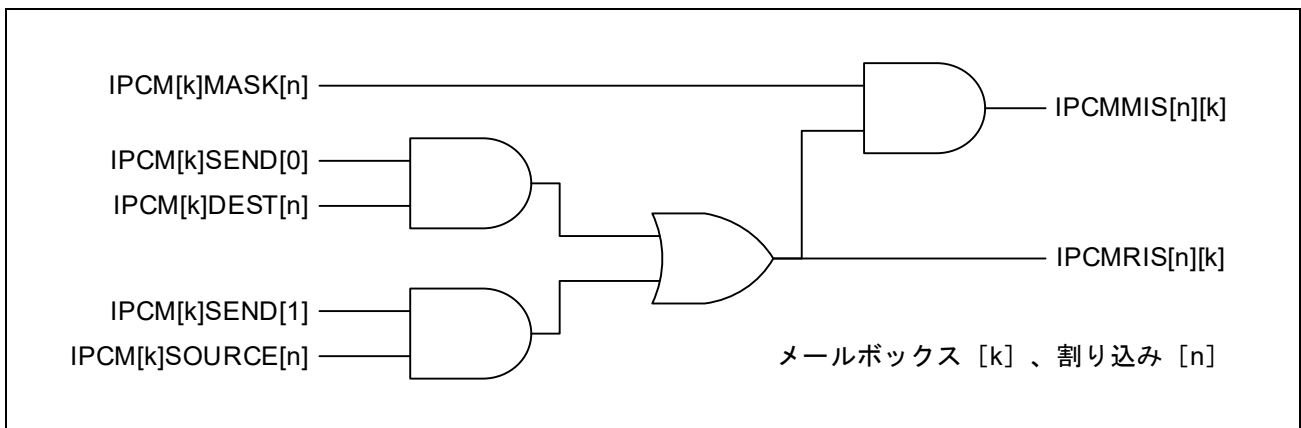 IPCM[k]MASK[n]
IPCMMIS[n][k]
IPCM[k]SEND[0]
IPCM[k]DEST[n]
IPCMRIS[n][k]
IPCM[k]SEND[1]
IPCM[k]SOURCE[n]
メールボックス［k］、割り込み［n］